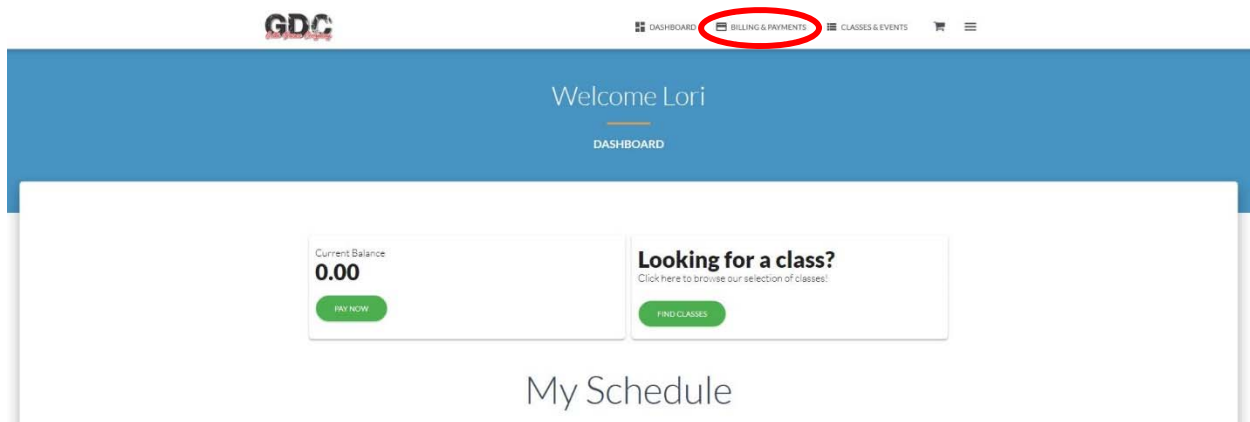 GDC
DASHBOARD BILLING & PAYMENTS CLASSES & EVENTS
Welcome Lori
DASHBOARD
Current Balance
0.00
PAY NOW
Looking for a class?
Click here to browse our selection of classes!
FIND CLASSES
My Schedule